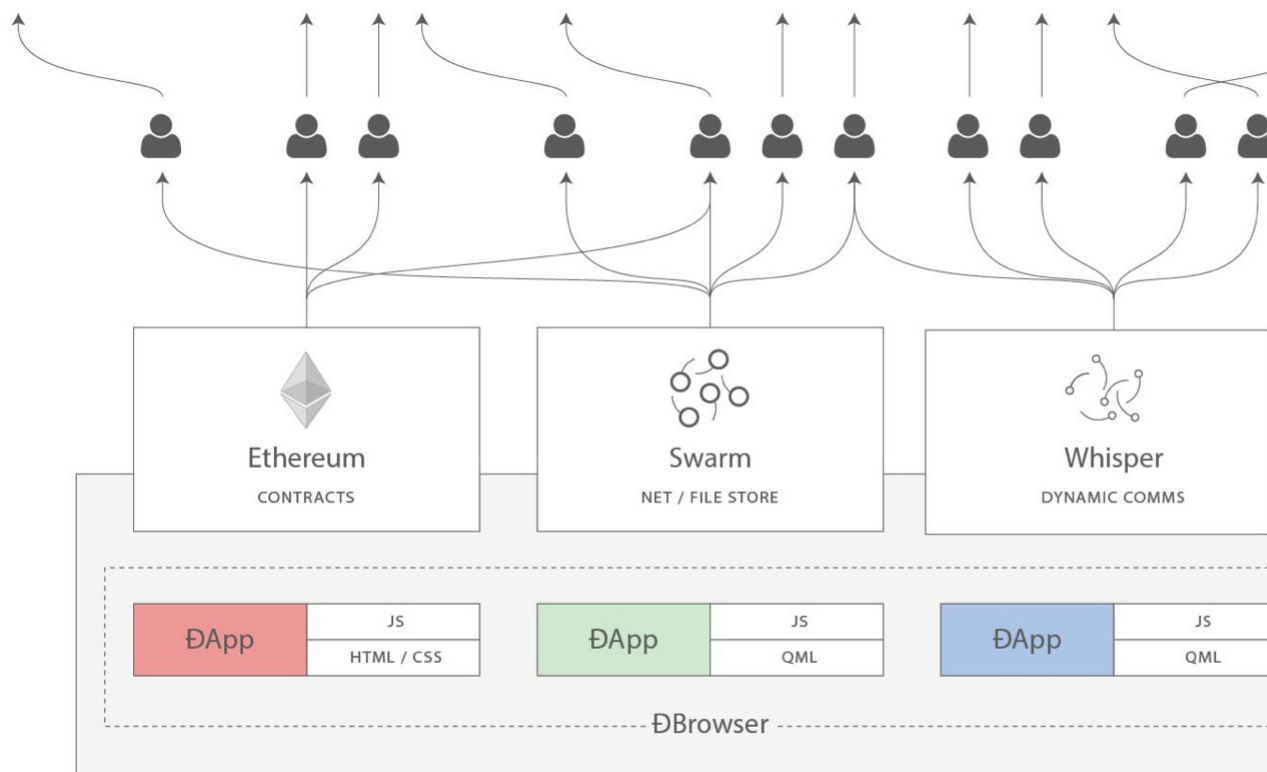 Ethereum
CONTRACTS
Swarm
NET / FILE STORE
Whisper
DYNAMIC COMMS
ĐApp
JS
HTML / CSS
ĐApp
JS
QML
ĐApp
JS
QML
ĐBrowser